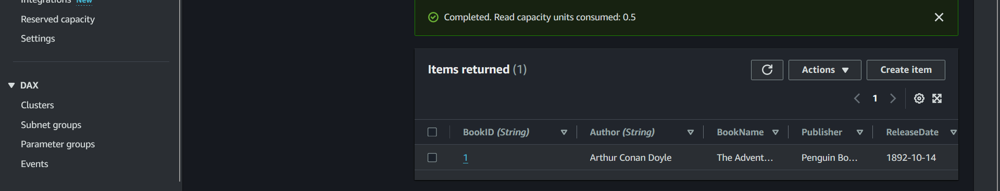 Integrations New
Reserved capacity
Settings
DAX
Clusters
Subnet groups
Parameter groups
Events
Completed. Read capacity units consumed: 0.5
Items returned (1)
Actions
Create item
1
BookID (String) Author (String) BookName Publisher ReleaseDate
1 Arthur Conan Doyle The Advent... Penguin Bo... 1892-10-14